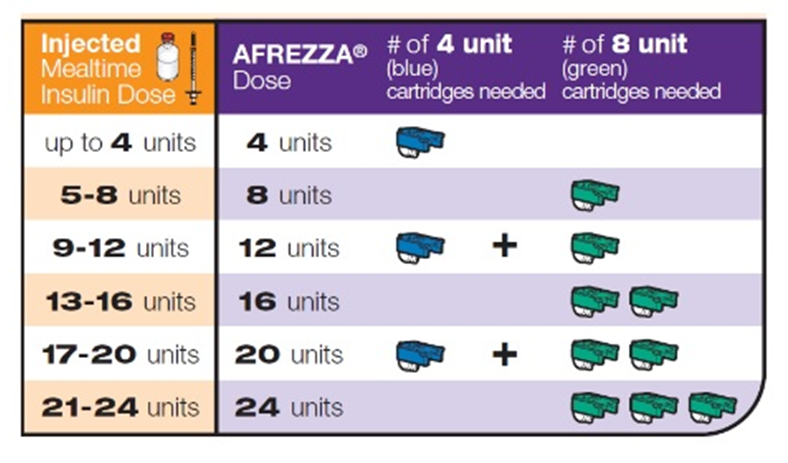 Injected
Mealtime
Insulin Dose
AFREZZA®
Dose
# of 4 unit
(blue)
cartridges needed
# of 8 unit
(green)
cartridges needed
up to 4 units
4 units
5-8 units
8 units
9-12 units
12 units
+
13-16 units
16 units
17-20 units
20 units
+
21-24 units
24 units